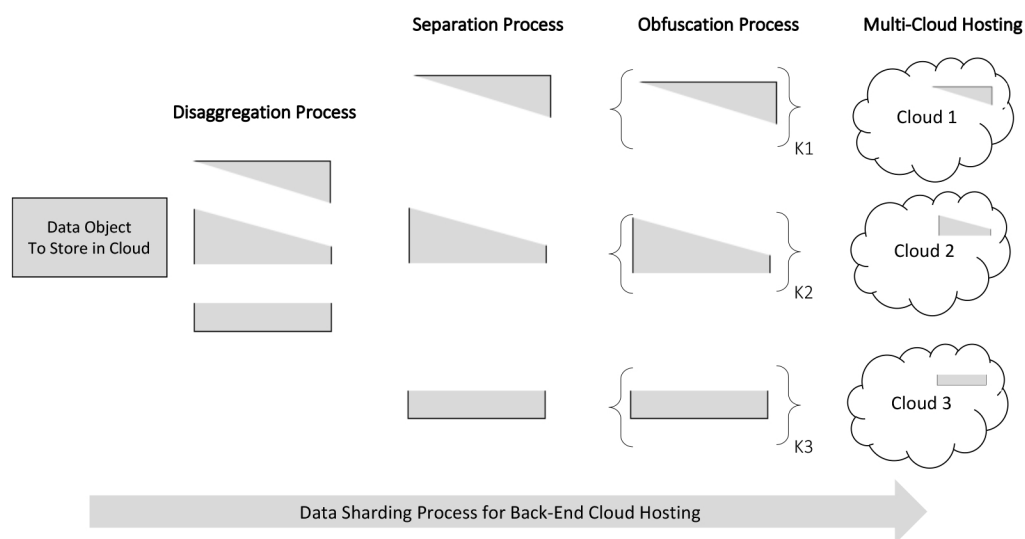 Separation Process
Obfuscation Process
Multi-Cloud Hosting
Disaggregation Process
Data Object
To Store in Cloud
K1
K2
K3
Cloud 1
Cloud 2
Cloud 3
Data Sharding Process for Back-End Cloud Hosting